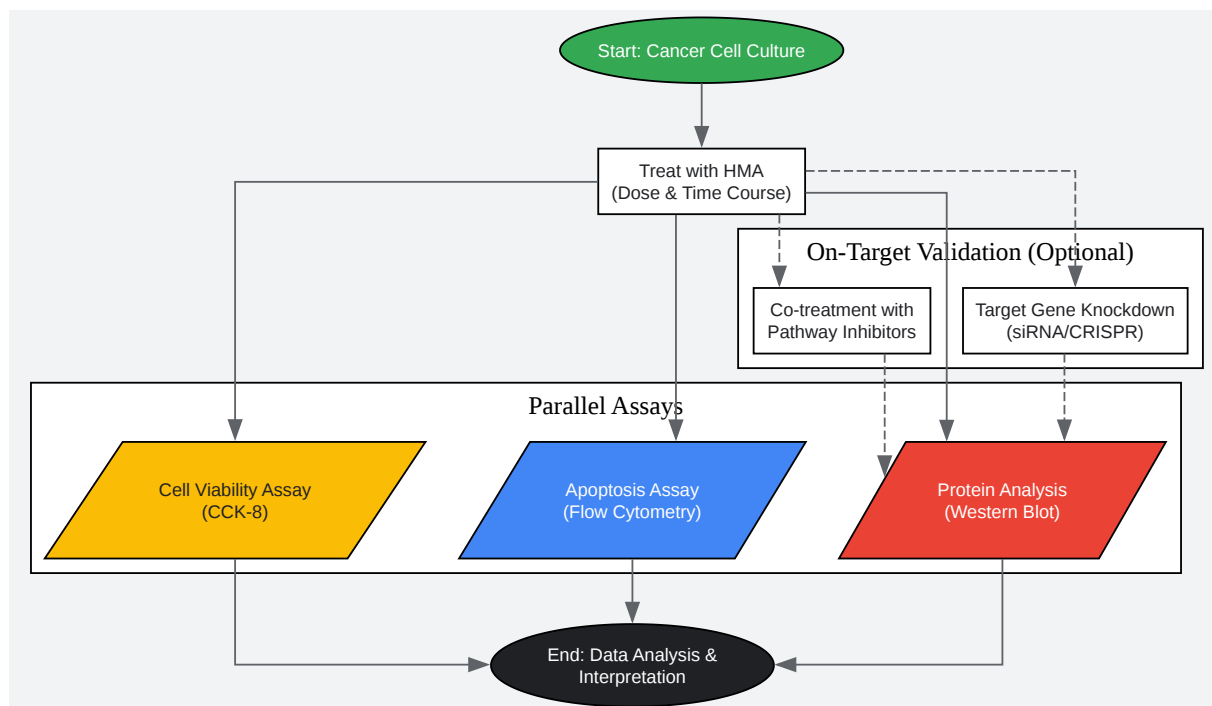 Start: Cancer Cell Culture
Treat with HMA
(Dose & Time Course)
On-Target Validation (Optional)
Co-treatment with
Pathway Inhibitors
Target Gene Knockdown
(siRNA/CRISPR)
Parallel Assays
Cell Viability Assay
(CCK-8)
Apoptosis Assay
(Flow Cytometry)
Protein Analysis
(Western Blot)
End: Data Analysis &
Interpretation